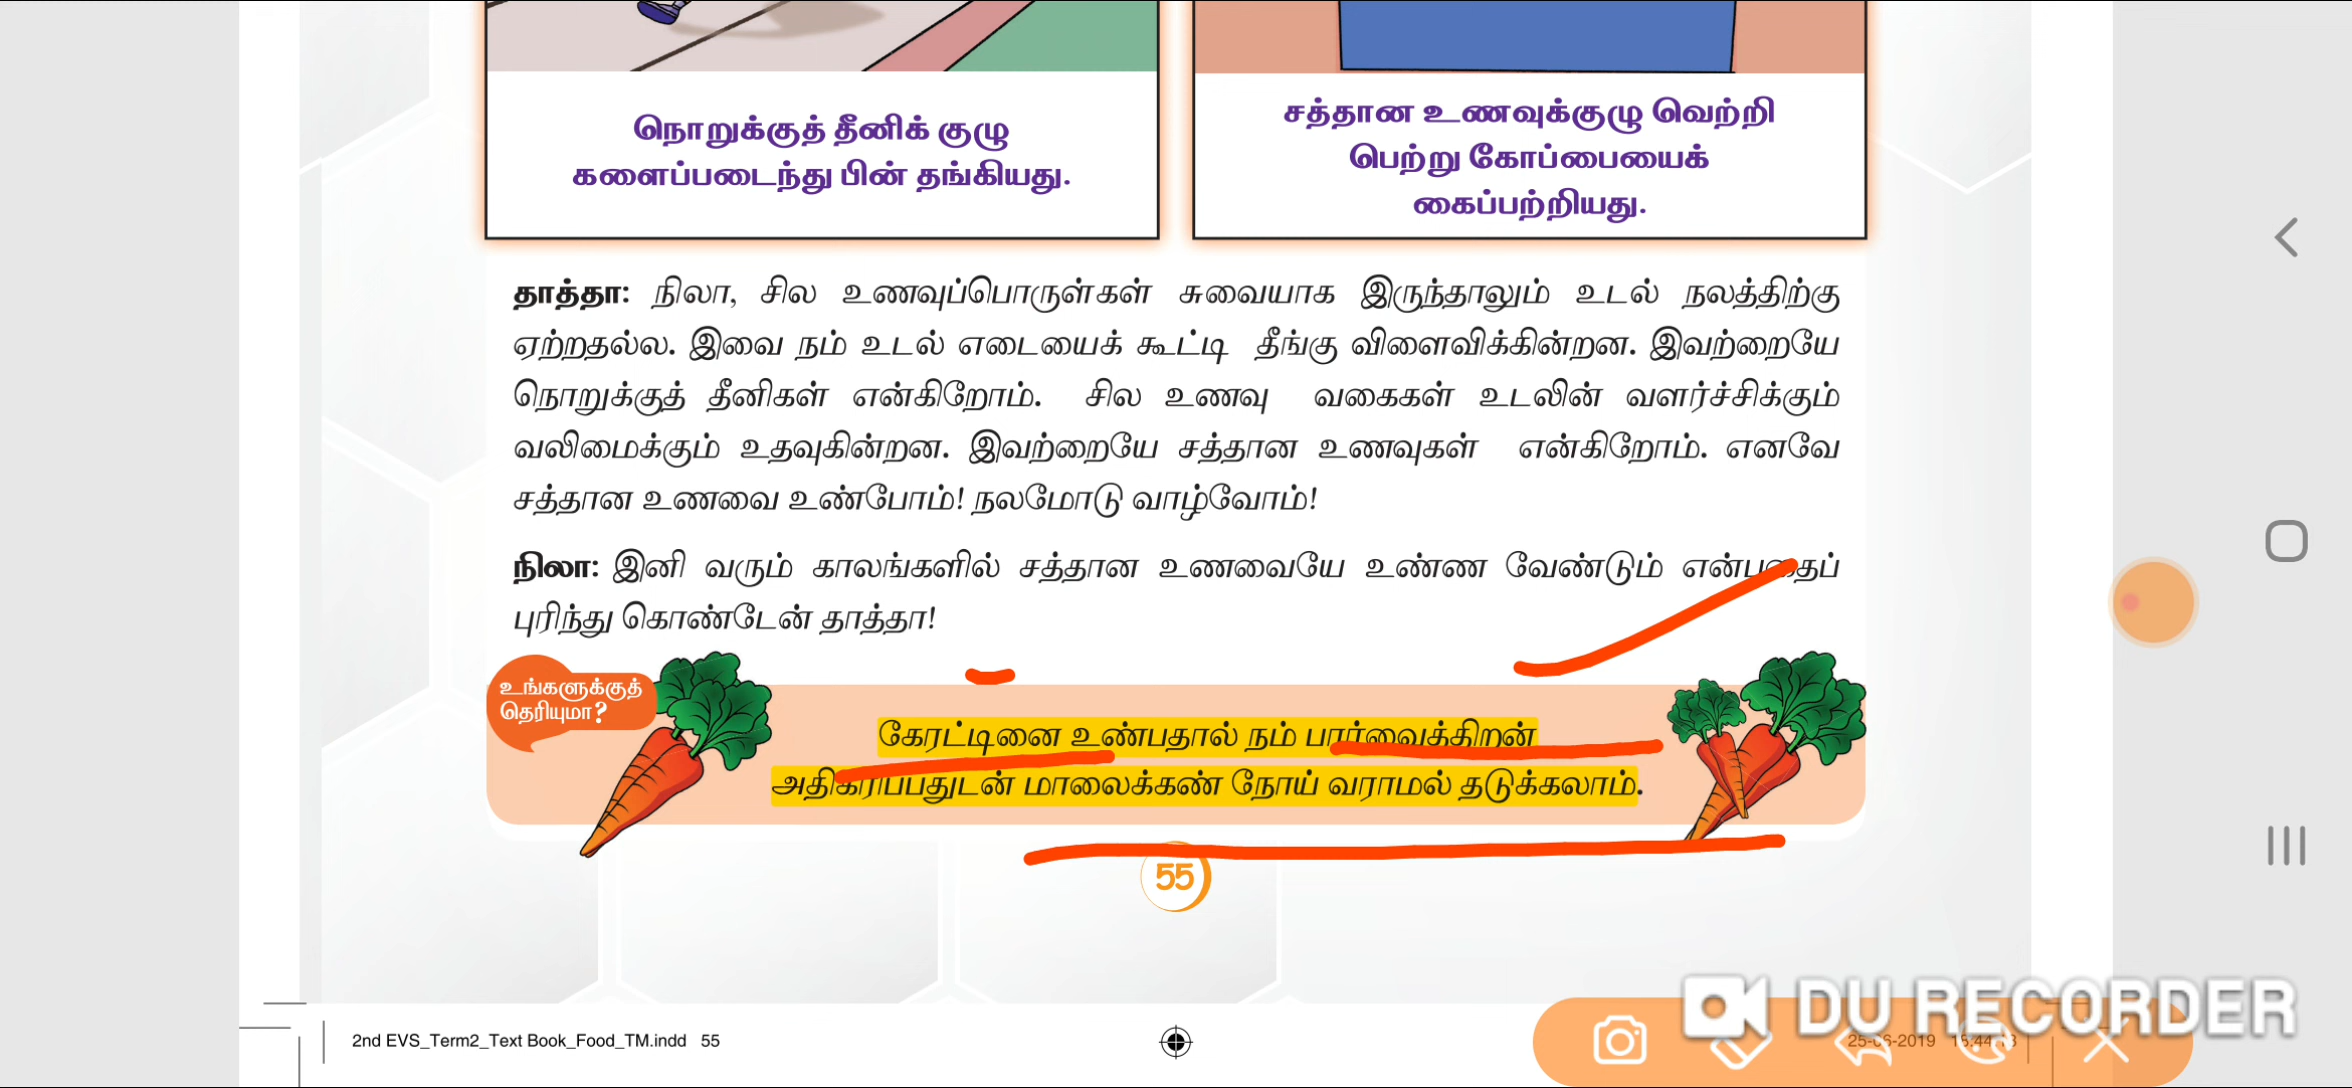 நொறுக்குத் தீனிக் குழு
களைப்படைந்து பின் தங்கியது.
சத்தான உணவுக்குழு வெற்றி
பெற்று கோப்பையைக்
கைப்பற்றியது.
தாத்தா: நிலா, சில உணவுப்பொருள்கள் சுவையாக இருந்தாலும் உடல் நலத்திற்கு
ஏற்றதல்ல. இவை நம் உடல் எடையைக் கூட்டி தீங்கு விளைவிக்கின்றன. இவற்றையே
நொறுக்குத் தீனிகள் என்கிறோம். சில உணவு வகைகள் உடலின் வளர்ச்சிக்கும்
வலிமைக்கும் உதவுகின்றன. இவற்றையே சத்தான உணவுகள் என்கிறோம். எனவே
சத்தான உணவை உண்போம்! நலமோடு வாழ்வோம்!
நிலா: இனி வரும் காலங்களில் சத்தான உணவையே உண்ண வேண்டும் என்பதைப்
புரிந்து கொண்டேன் தாத்தா!
உங்களுக்குத்
தெரியுமா?
கேரட்டினை உண்பதால் நம் பார்வைத்திறன்
அதிகரிப்பதுடன் மாலைக்கண் நோய் வராமல் தடுக்கலாம்.
55
2nd EVS_Term2_Text Book_Food_TM.indd 55
DU RECORDER
25-06-2019